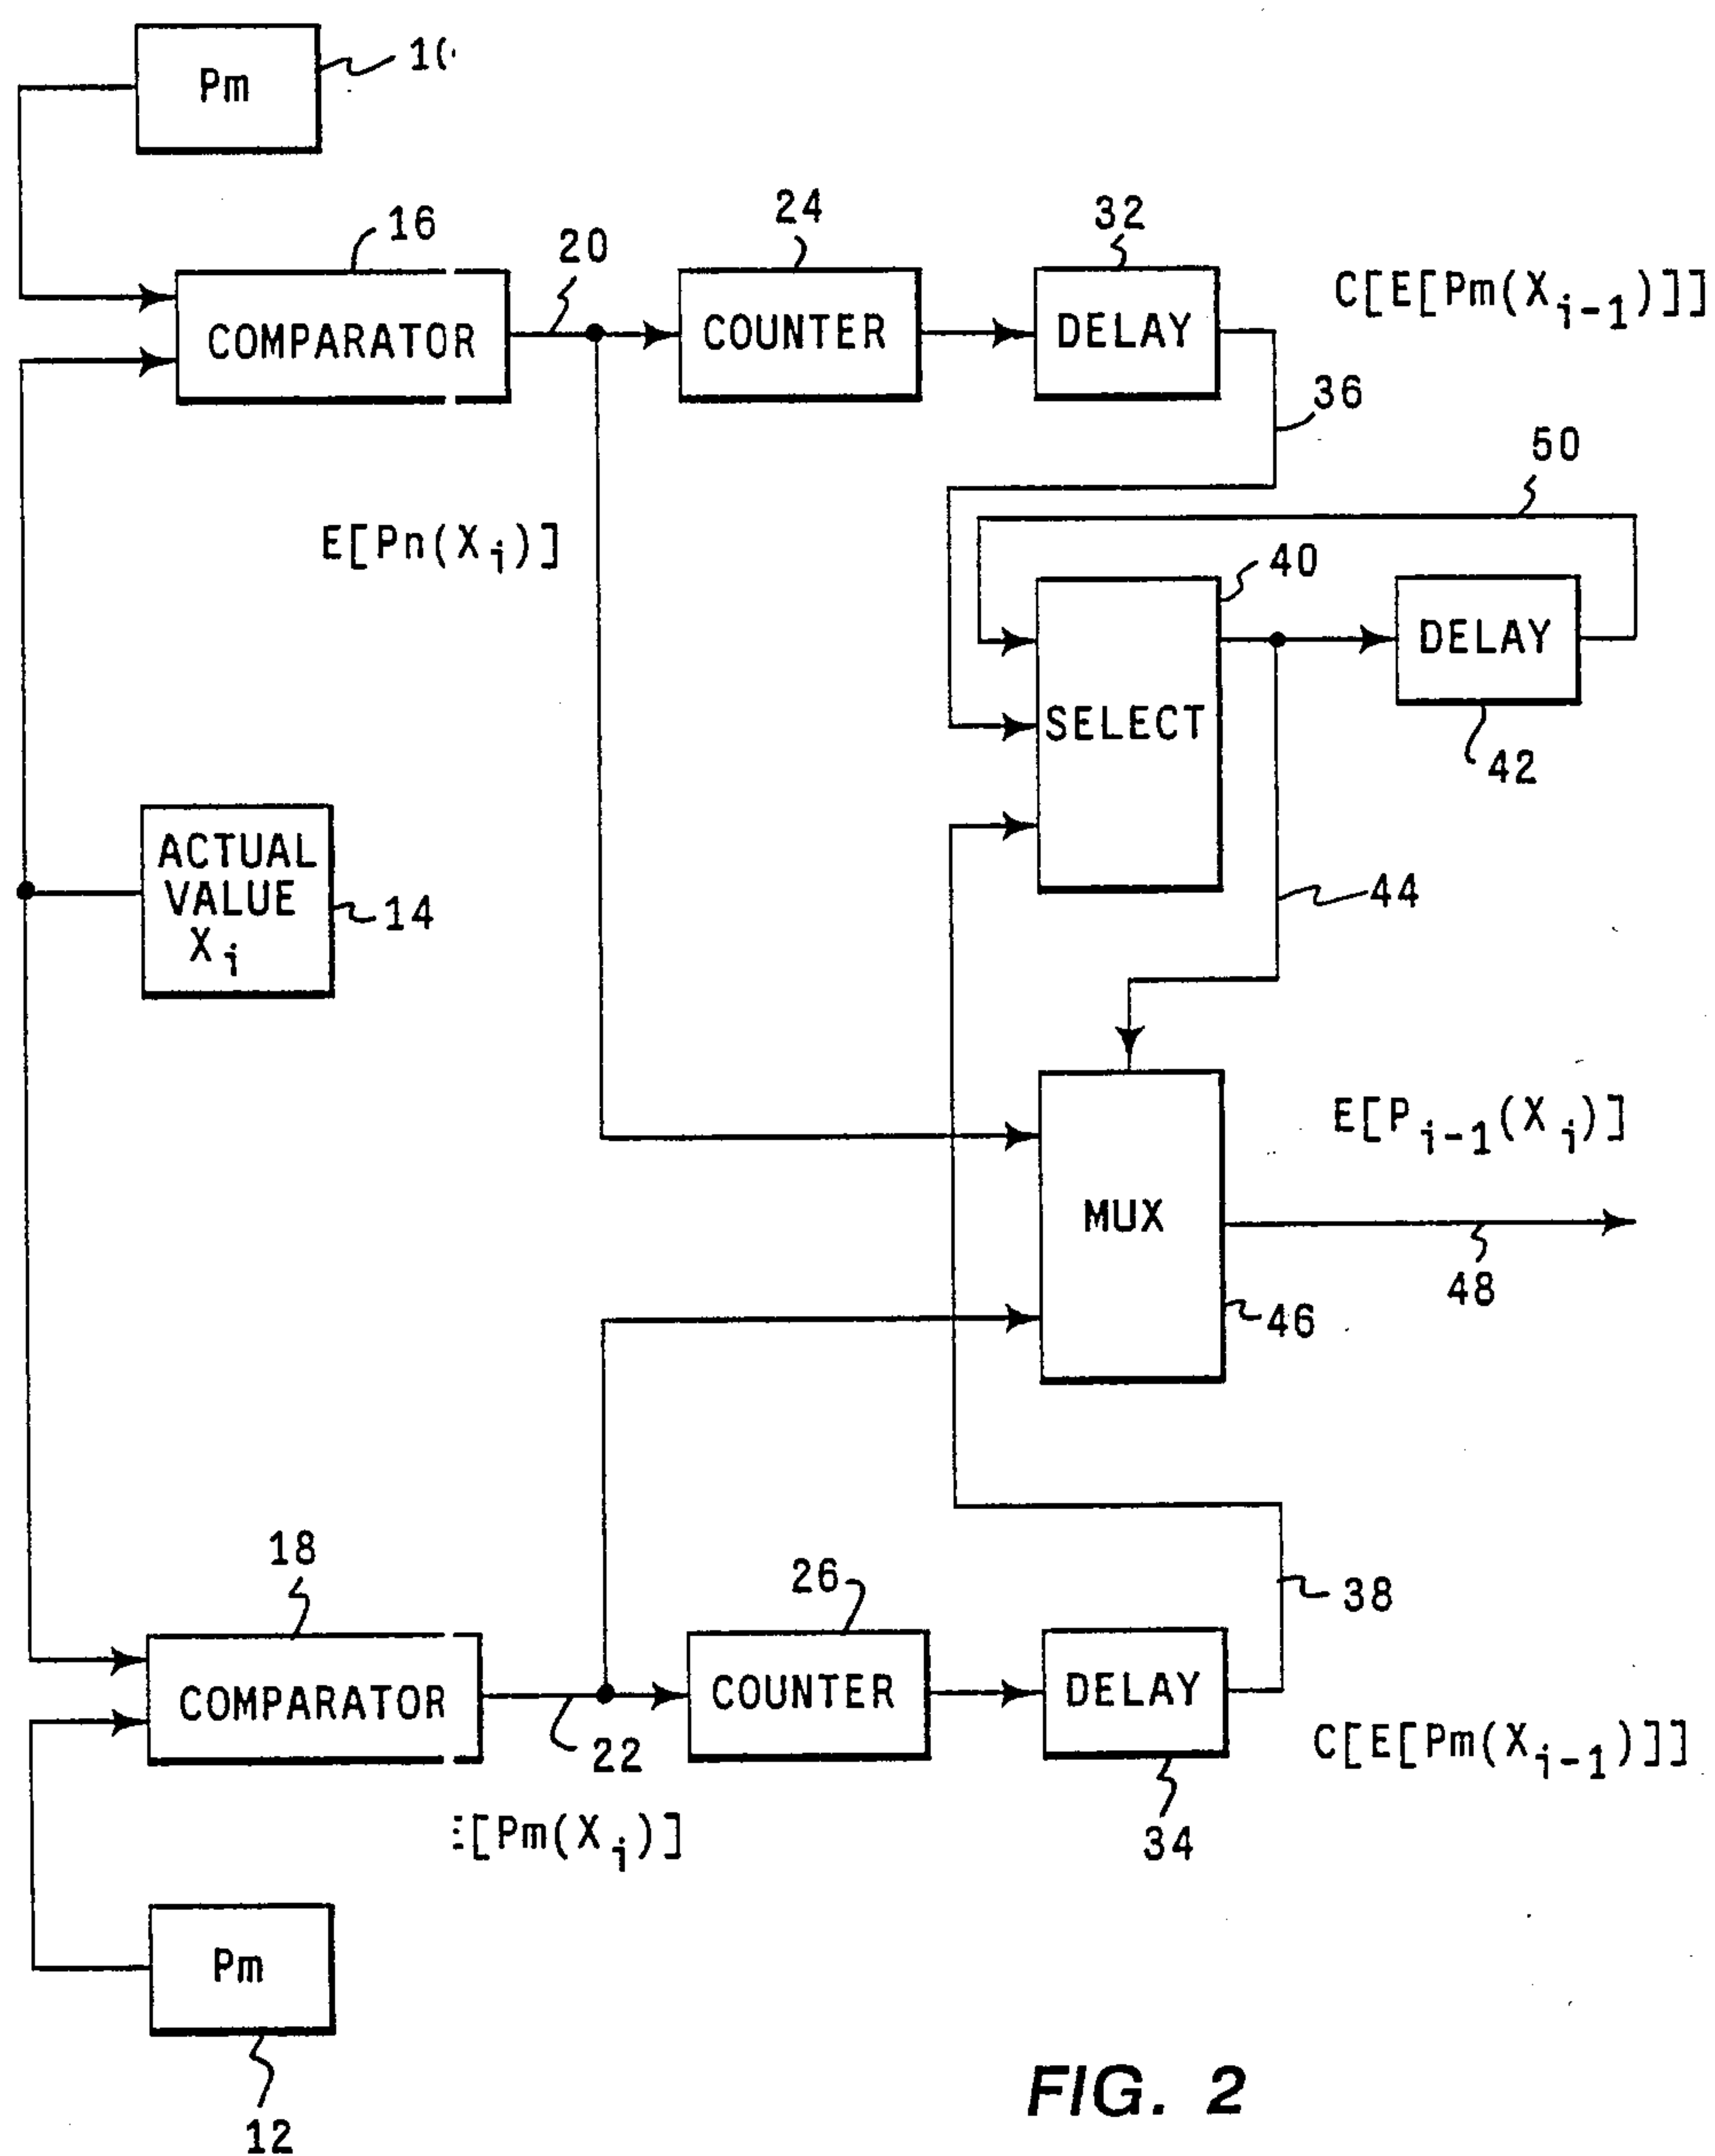 Pm
16
20
24
32
C[E[Pm(Xi-1)]]
COMPARATOR
COUNTER
DELAY
36
50
E[Pn(Xi)]
40
SELECT
DELAY
42
ACTUAL
VALUE
Xi
14
44
E[Pi-1(Xi)]
MUX
48
46
18
26
38
COMPARATOR
COUNTER
DELAY
22
C[E[Pm(Xi-1)]]
[Pm(Xi)]
34
Pm
12
FIG. 2